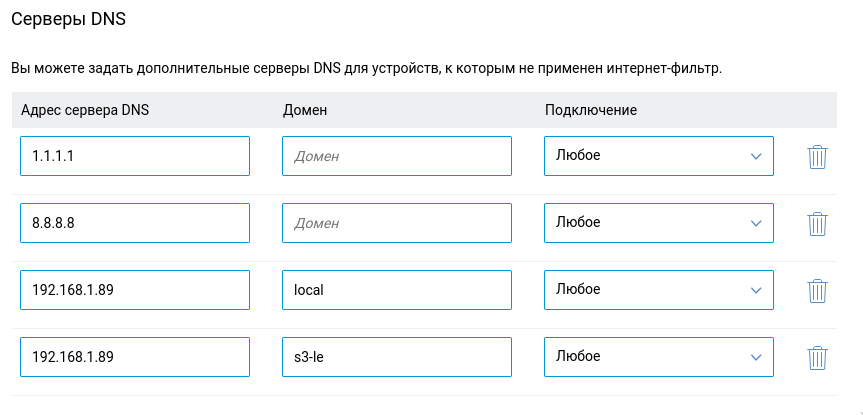 Серверы DNS
Вы можете задать дополнительные серверы DNS для устройств, к которым не применен интернет-фильтр.
Адрес сервера DNS Домен Подключение
1.1.1.1 Домен Любое
8.8.8.8 Домен Любое
192.168.1.89 local Любое
192.168.1.89 s3-le Любое